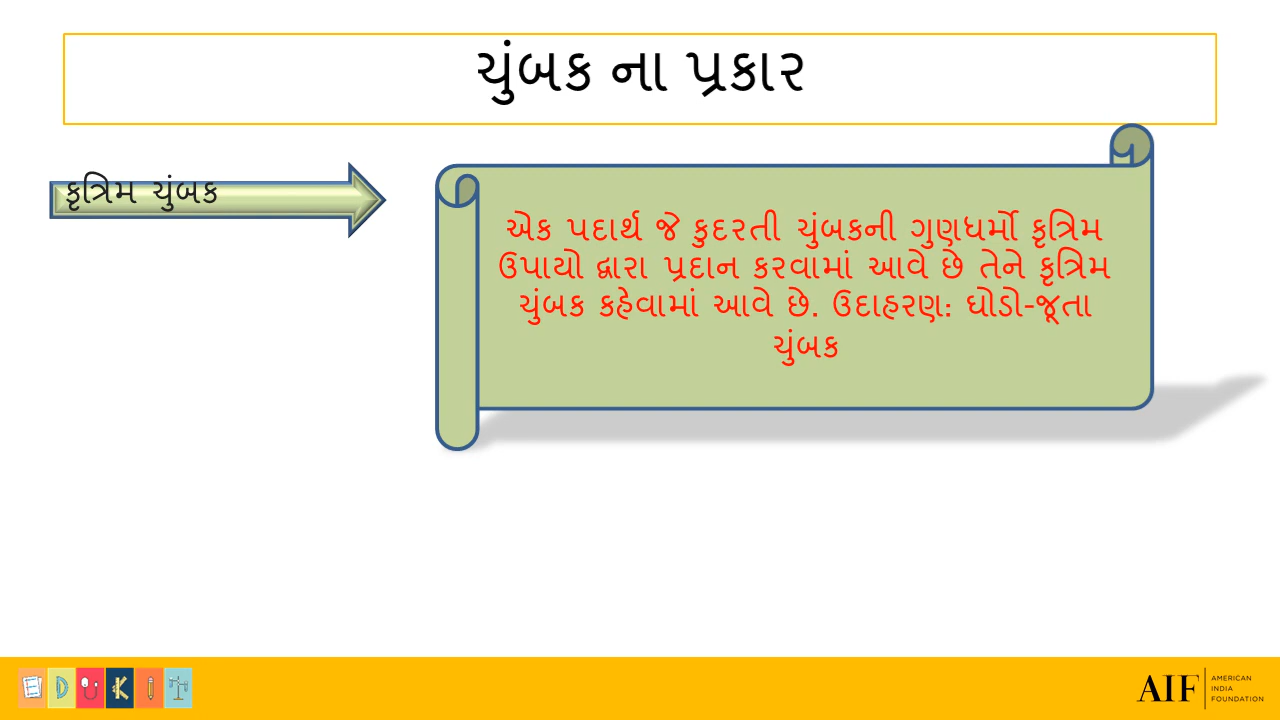 ચુંબક ના પ્રકાર
કૃત્રિમ ચુંબક
એક પદાર્થ જે કુદરતી ચુંબકની ગુણધર્મો કૃત્રિમ
ઉપાયો દ્વારા પ્રદાન કરવામાં આવે છે તેને કૃત્રિમ
ચુંબક કહેવામાં આવે છે. ઉદાહરણ: ઘોડો-જૂતા
ચુંબક
EDUKIT
AIF
AMERICAN
INDIA
FOUNDATION